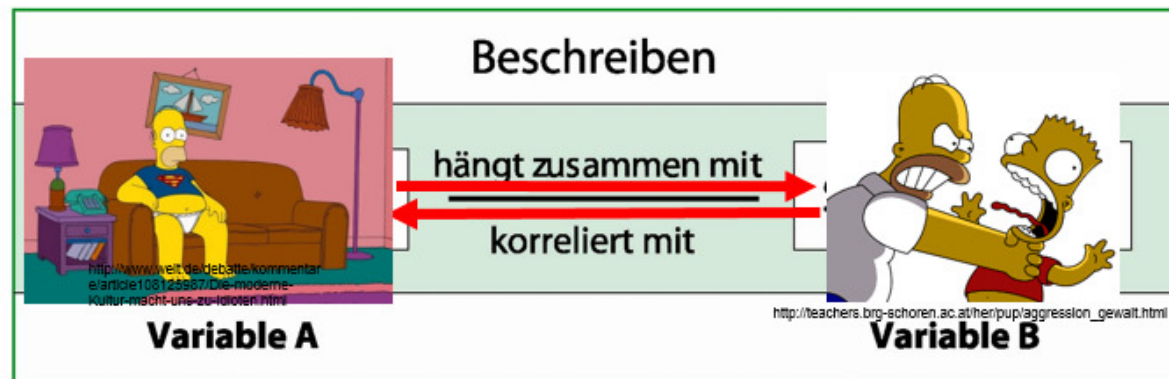 Beschreiben
hängt zusammen mit
korreliert mit
http://www.welt.de/debatte/kommentar
e/article108125987/Die-moderne-
Kultur-macht-uns-zu-Idioten.html
http://teachers.brg-schoren.ac.at/her/pup/aggression_gewalt.html
Variable A
Variable B